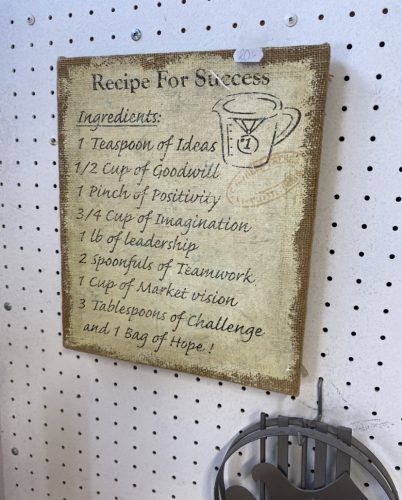 Recipe For Success
Ingredients:
1 Teaspoon of Ideas
1/2 Cup of Goodwill
1 Pinch of Positivity
3/4 Cup of Imagination
1 lb of leadership
2 Spoonfuls of Teamwork
1 Cup of Market vision
3 Tablespoons of Challenge
and 1 Bag of Hope!
1